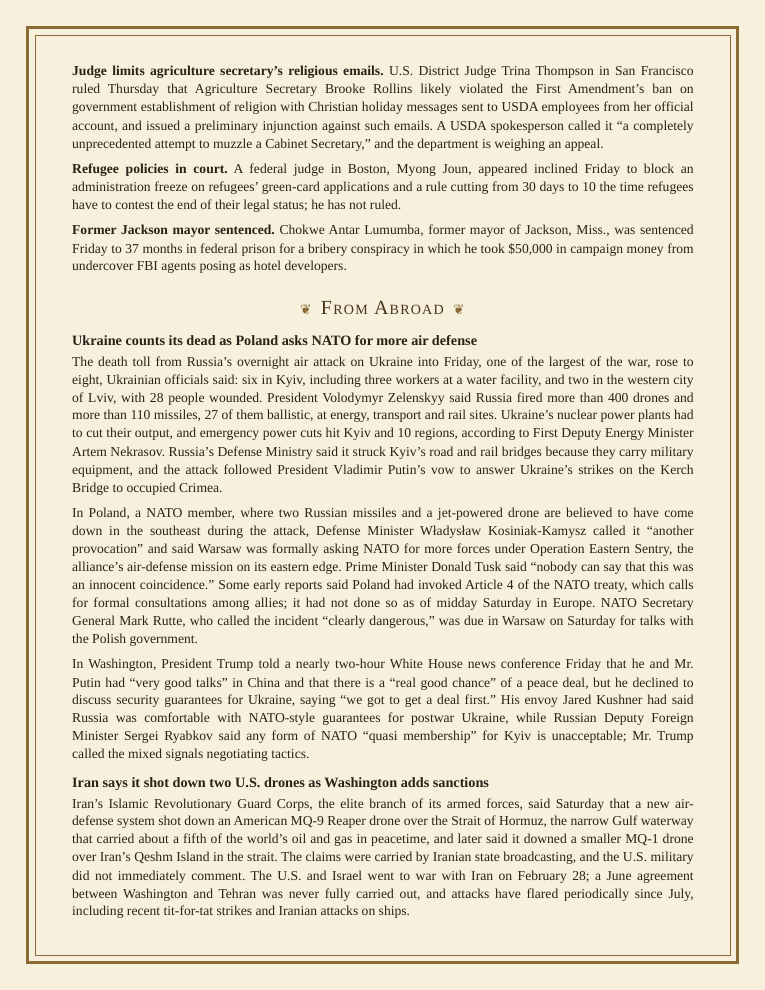 Judge limits agriculture secretary’s religious emails. U.S. District Judge Trina Thompson in San Francisco
ruled Thursday that Agriculture Secretary Brooke Rollins likely violated the First Amendment’s ban on
government establishment of religion with Christian holiday messages sent to USDA employees from her official
account, and issued a preliminary injunction against such emails. A USDA spokesperson called it “a completely
unprecedented attempt to muzzle a Cabinet Secretary,” and the department is weighing an appeal.
Refugee policies in court. A federal judge in Boston, Myong Joun, appeared inclined Friday to block an
administration freeze on refugees’ green-card applications and a rule cutting from 30 days to 10 the time refugees
have to contest the end of their legal status; he has not ruled.
Former Jackson mayor sentenced. Chokwe Antar Lumumba, former mayor of Jackson, Miss., was sentenced
Friday to 37 months in federal prison for a bribery conspiracy in which he took $50,000 in campaign money from
undercover FBI agents posing as hotel developers.
❦ From Abroad ❦
Ukraine counts its dead as Poland asks NATO for more air defense
The death toll from Russia’s overnight air attack on Ukraine into Friday, one of the largest of the war, rose to
eight, Ukrainian officials said: six in Kyiv, including three workers at a water facility, and two in the western city
of Lviv, with 28 people wounded. President Volodymyr Zelenskyy said Russia fired more than 400 drones and
more than 110 missiles, 27 of them ballistic, at energy, transport and rail sites. Ukraine’s nuclear power plants had
to cut their output, and emergency power cuts hit Kyiv and 10 regions, according to First Deputy Energy Minister
Artem Nekrasov. Russia’s Defense Ministry said it struck Kyiv’s road and rail bridges because they carry military
equipment, and the attack followed President Vladimir Putin’s vow to answer Ukraine’s strikes on the Kerch
Bridge to occupied Crimea.
In Poland, a NATO member, where two Russian missiles and a jet-powered drone are believed to have come
down in the southeast during the attack, Defense Minister Władysław Kosiniak-Kamysz called it “another
provocation” and said Warsaw was formally asking NATO for more forces under Operation Eastern Sentry, the
alliance’s air-defense mission on its eastern edge. Prime Minister Donald Tusk said “nobody can say that this was
an innocent coincidence.” Some early reports said Poland had invoked Article 4 of the NATO treaty, which calls
for formal consultations among allies; it had not done so as of midday Saturday in Europe. NATO Secretary
General Mark Rutte, who called the incident “clearly dangerous,” was due in Warsaw on Saturday for talks with
the Polish government.
In Washington, President Trump told a nearly two-hour White House news conference Friday that he and Mr.
Putin had “very good talks” in China and that there is a “real good chance” of a peace deal, but he declined to
discuss security guarantees for Ukraine, saying “we got to get a deal first.” His envoy Jared Kushner had said
Russia was comfortable with NATO-style guarantees for postwar Ukraine, while Russian Deputy Foreign
Minister Sergei Ryabkov said any form of NATO “quasi membership” for Kyiv is unacceptable; Mr. Trump
called the mixed signals negotiating tactics.
Iran says it shot down two U.S. drones as Washington adds sanctions
Iran’s Islamic Revolutionary Guard Corps, the elite branch of its armed forces, said Saturday that a new air-
defense system shot down an American MQ-9 Reaper drone over the Strait of Hormuz, the narrow Gulf waterway
that carried about a fifth of the world’s oil and gas in peacetime, and later said it downed a smaller MQ-1 drone
over Iran’s Qeshm Island in the strait. The claims were carried by Iranian state broadcasting, and the U.S. military
did not immediately comment. The U.S. and Israel went to war with Iran on February 28; a June agreement
between Washington and Tehran was never fully carried out, and attacks have flared periodically since July,
including recent tit-for-tat strikes and Iranian attacks on ships.